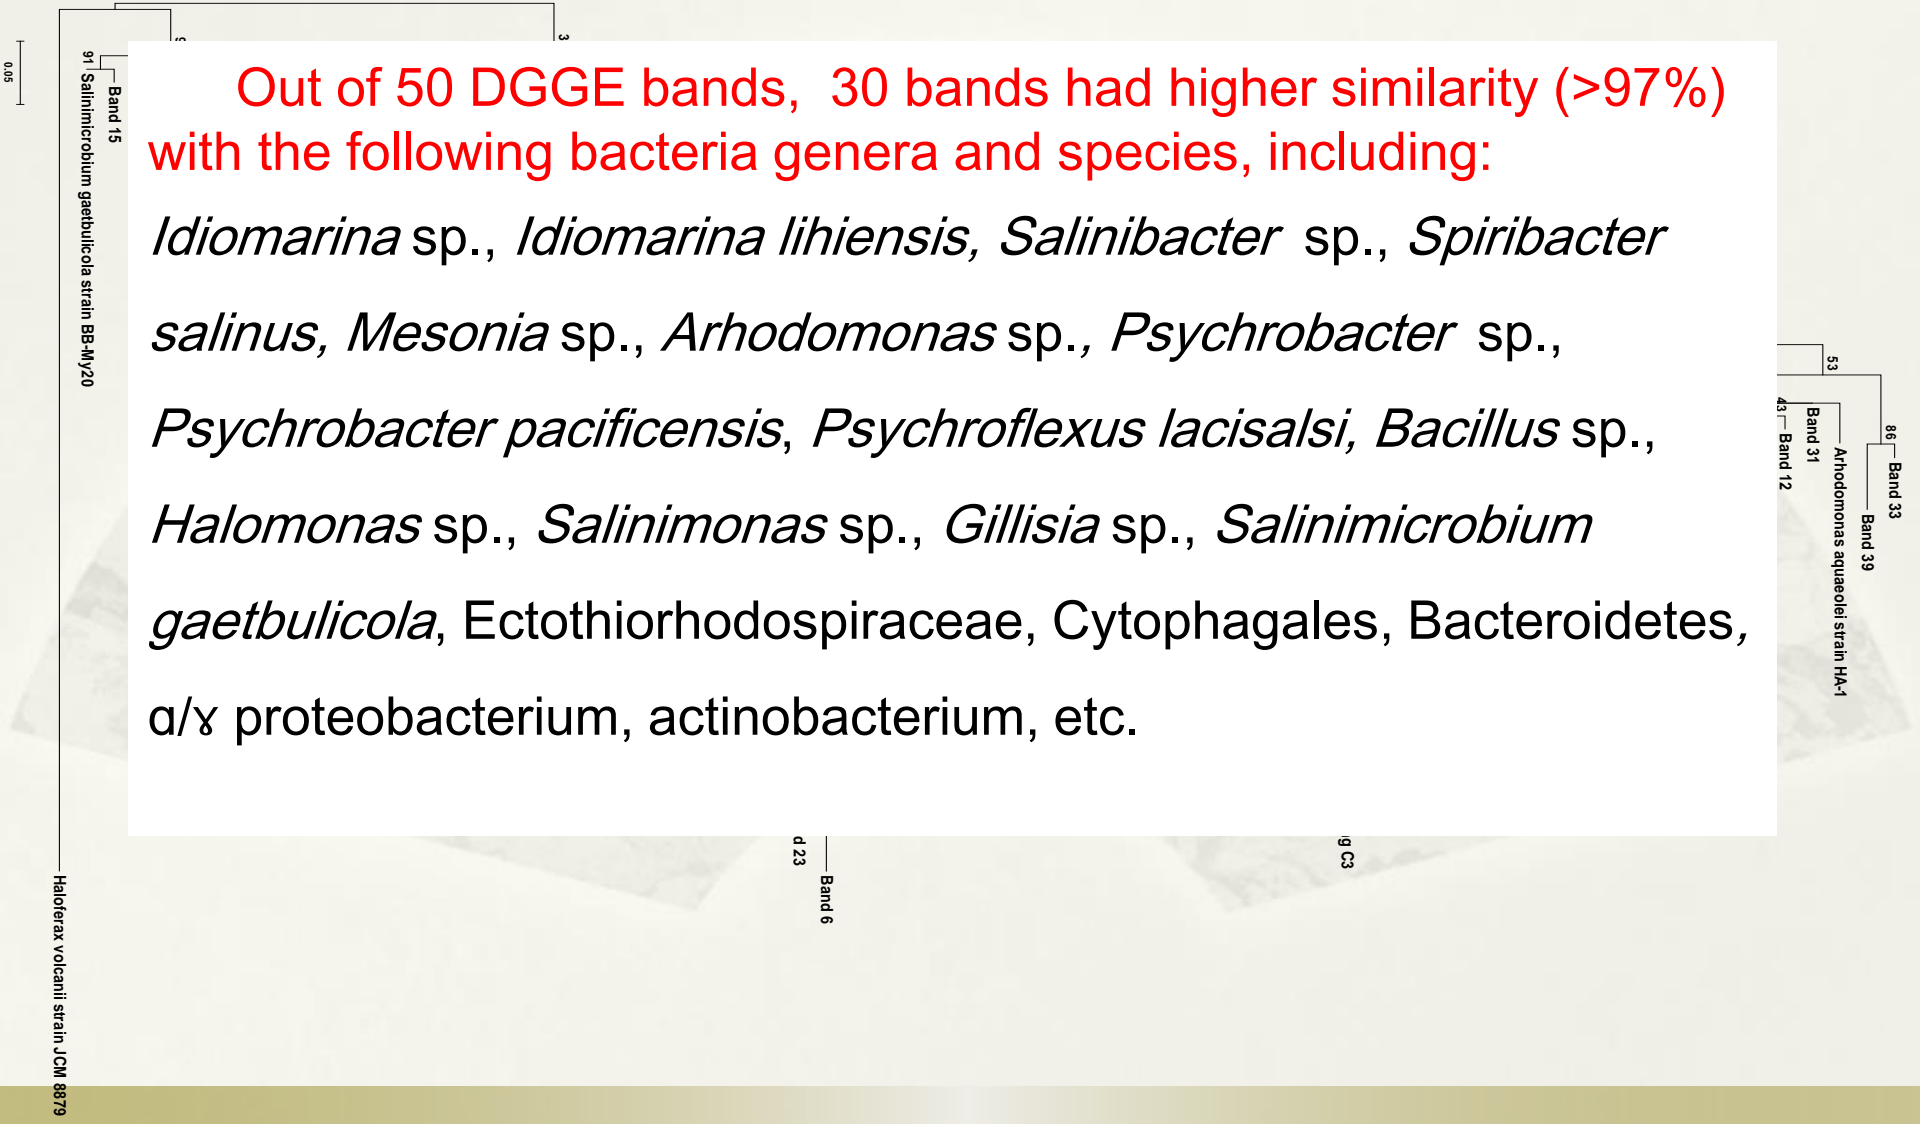 Out of 50 DGGE bands, 30 bands had higher similarity (>97%)
with the following bacteria genera and species, including:
Idiomarina sp., Idiomarina lihiensis, Salinibacter sp., Spiribacter
salinus, Mesonia sp., Arhodomonas sp., Psychrobacter sp.,
Psychrobacter pacificensis, Psychroflexus lacisalsi, Bacillus sp.,
Halomonas sp., Salinimonas sp., Gillisia sp., Salinimicrobium
gaetbulicola, Ectothiorhodospiraceae, Cytophagales, Bacteroidetes,
α/ɤ proteobacterium, actinobacterium, etc.
0.05
91
Band 15
Salinimicrobium gaetbulicola strain BB-My20
Haloferax volcanii strain JCM 8879
d 23
Band 6
g C3
53
43
Band 12
Band 31
Arhodomonas aquaeolei strain HA-1
86
Band 39
Band 33